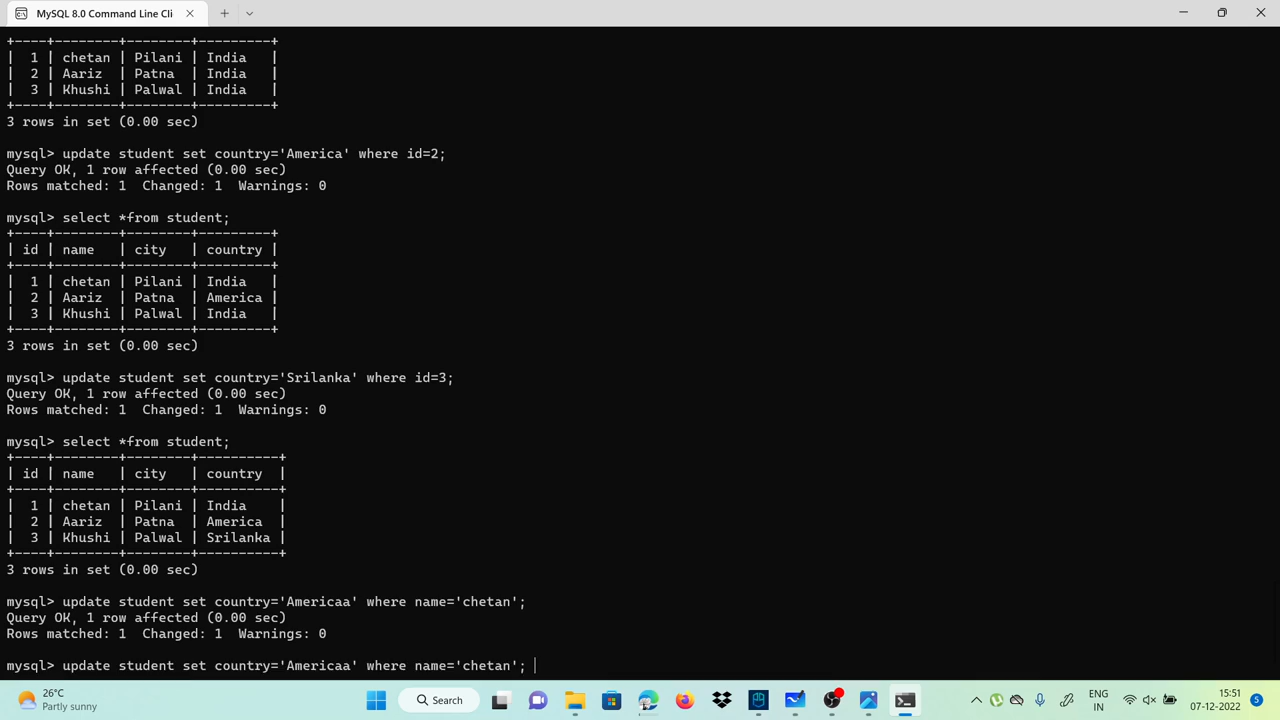 MySQL 8.0 Command Line Cli
+----+--------+--------+---------+
|  1 | chetan | Pilani | India   |
|  2 | Aariz  | Patna  | India   |
|  3 | Khushi | Palwal | India   |
+----+--------+--------+---------+
3 rows in set (0.00 sec)
mysql> update student set country='America' where id=2;
Query OK, 1 row affected (0.00 sec)
Rows matched: 1  Changed: 1  Warnings: 0
mysql> select *from student;
+----+--------+--------+---------+
| id | name   | city   | country |
+----+--------+--------+---------+
|  1 | chetan | Pilani | India   |
|  2 | Aariz  | Patna  | America |
|  3 | Khushi | Palwal | India   |
+----+--------+--------+---------+
3 rows in set (0.00 sec)
mysql> update student set country='Srilanka' where id=3;
Query OK, 1 row affected (0.00 sec)
Rows matched: 1  Changed: 1  Warnings: 0
mysql> select *from student;
+----+--------+--------+----------+
| id | name   | city   | country  |
+----+--------+--------+----------+
|  1 | chetan | Pilani | India    |
|  2 | Aariz  | Patna  | America  |
|  3 | Khushi | Palwal | Srilanka |
+----+--------+--------+----------+
3 rows in set (0.00 sec)
mysql> update student set country='Americaa' where name='chetan';
Query OK, 1 row affected (0.00 sec)
Rows matched: 1  Changed: 1  Warnings: 0
mysql> update student set country='Americaa' where name='chetan';
26°C
Partly sunny
Search
ENG
IN
15:51
07-12-2022
5